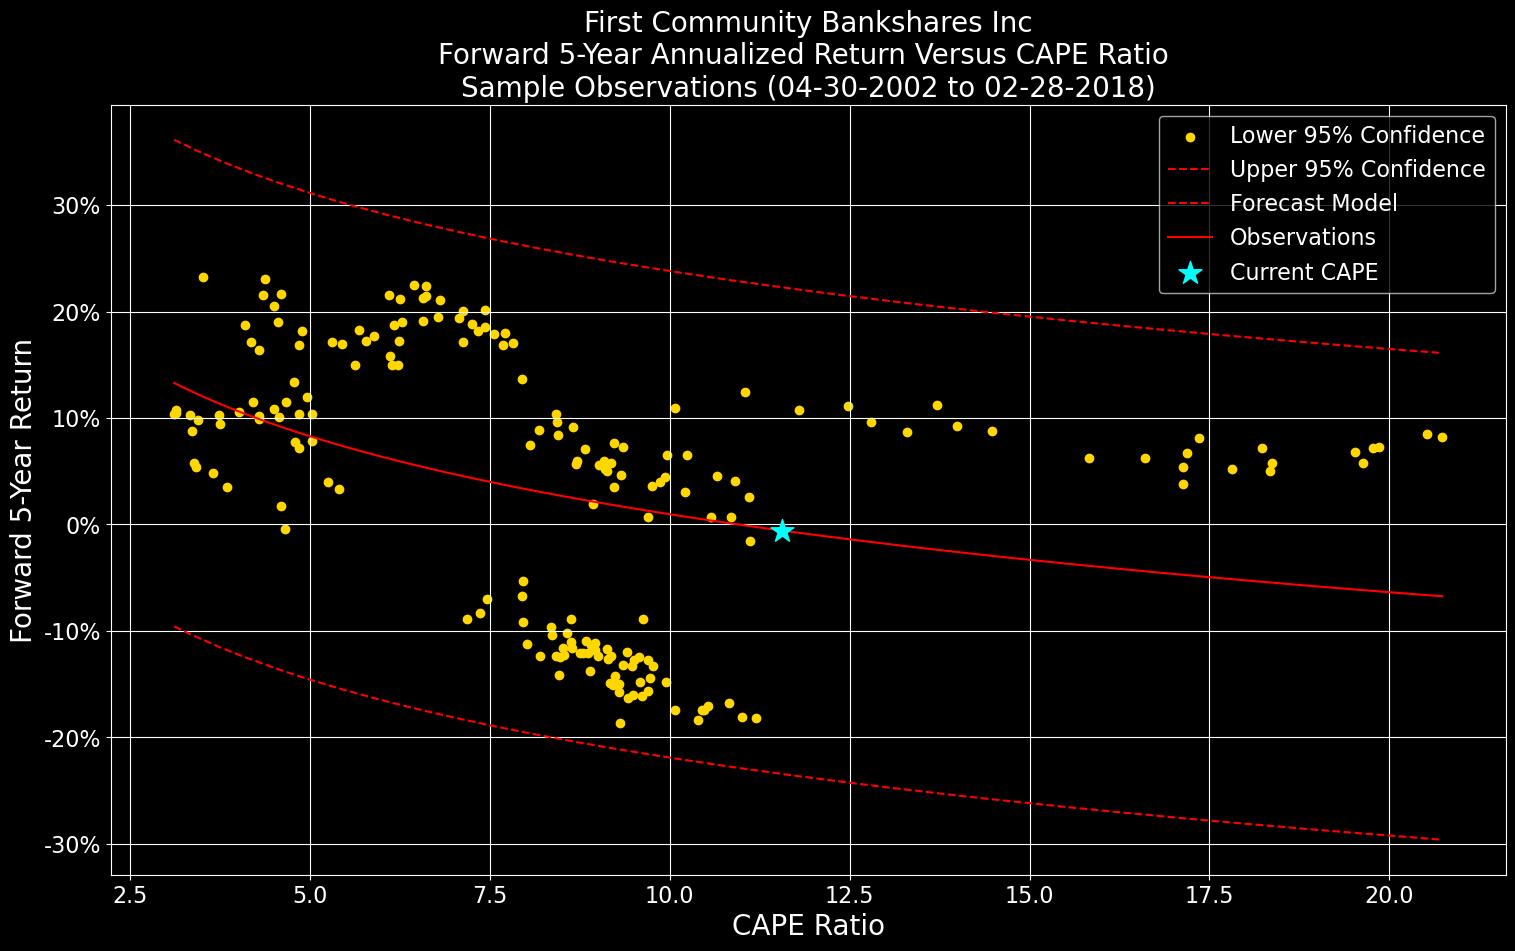 First Community Bankshares Inc
Forward 5-Year Annualized Return Versus CAPE Ratio
Sample Observations (04-30-2002 to 02-28-2018)
Lower 95% Confidence
Upper 95% Confidence
Forecast Model
Observations
Current CAPE
Forward 5-Year Return
30%
20%
10%
0%
-10%
-20%
-30%
2.5 5.0 7.5 10.0 12.5 15.0 17.5 20.0
CAPE Ratio